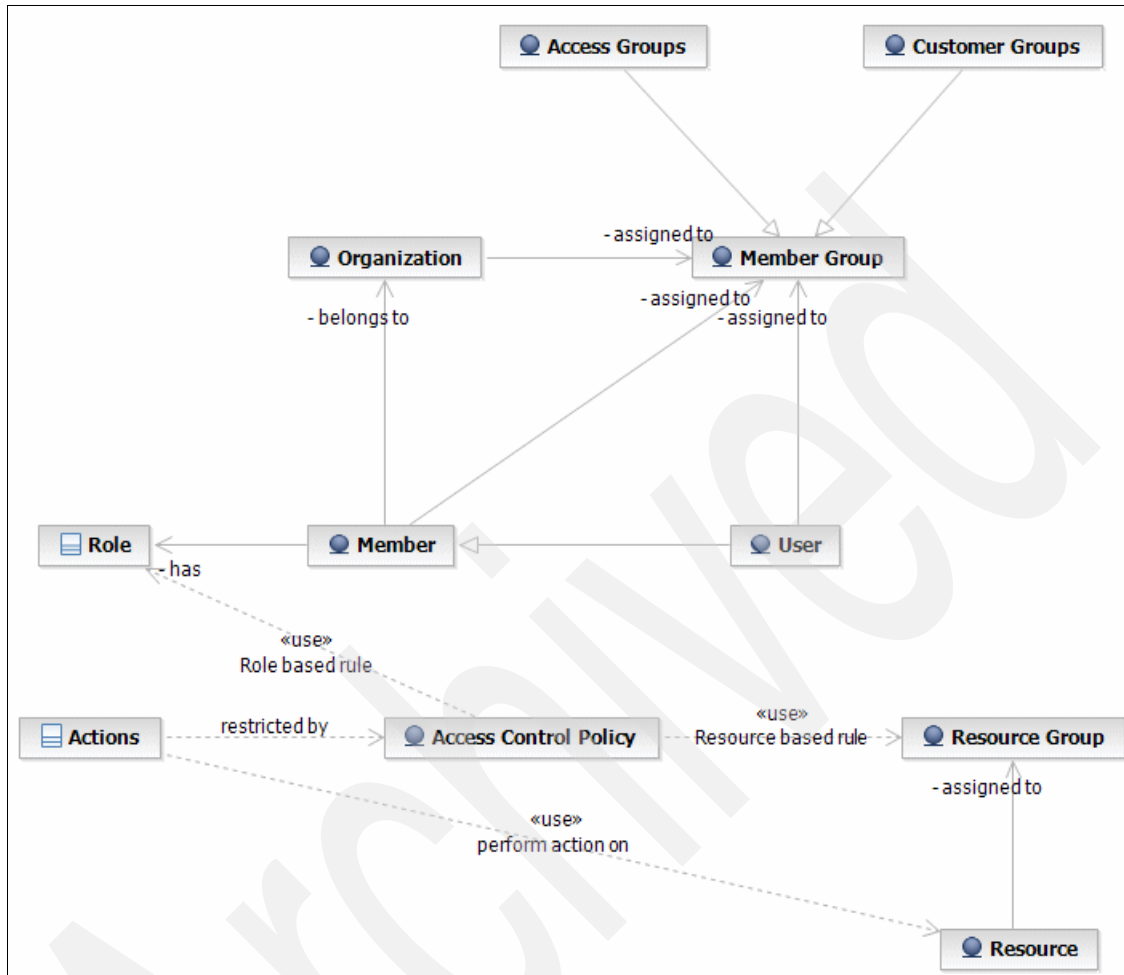 Access Groups
Customer Groups
- assigned to
Organization
Member Group
- assigned to
- belongs to
- assigned to
Role
Member
User
- has
«use»
Role based rule
«use»
Actions
restricted by
Access Control Policy
Resource based rule
Resource Group
- assigned to
«use»
perform action on
Resource
Archived